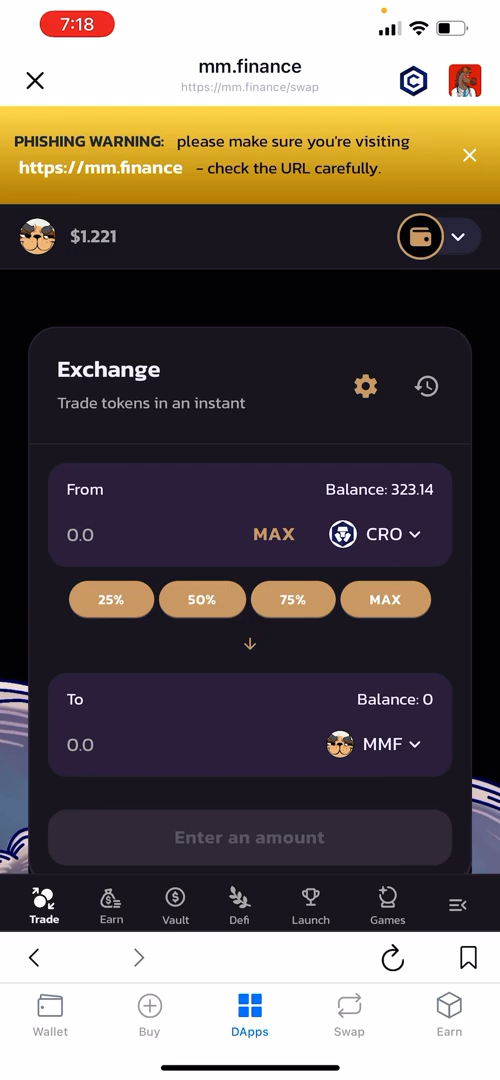 7:18
mm.finance
https://mm.finance/swap
PHISHING WARNING: please make sure you're visiting
https://mm.finance - check the URL carefully.
$1.221
Exchange
Trade tokens in an instant
From Balance: 323.14
0.0 MAX CRO
25% 50% 75% MAX
To Balance: 0
0.0 MMF
Enter an amount
Trade Earn Vault Defi Launch Games
Wallet Buy DApps Swap Earn